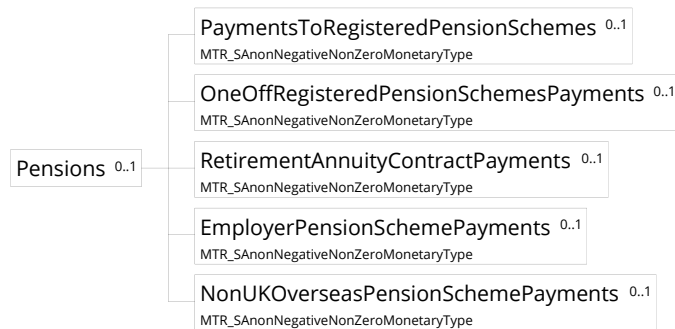 PaymentsToRegisteredPensionSchemes 0..1
MTR_SAnonNegativeNonZeroMonetaryType
OneOffRegisteredPensionSchemesPayments 0..1
MTR_SAnonNegativeNonZeroMonetaryType
Pensions 0..1
RetirementAnnuityContractPayments 0..1
MTR_SAnonNegativeNonZeroMonetaryType
EmployerPensionSchemePayments 0..1
MTR_SAnonNegativeNonZeroMonetaryType
NonUKOverseasPensionSchemePayments 0..1
MTR_SAnonNegativeNonZeroMonetaryType